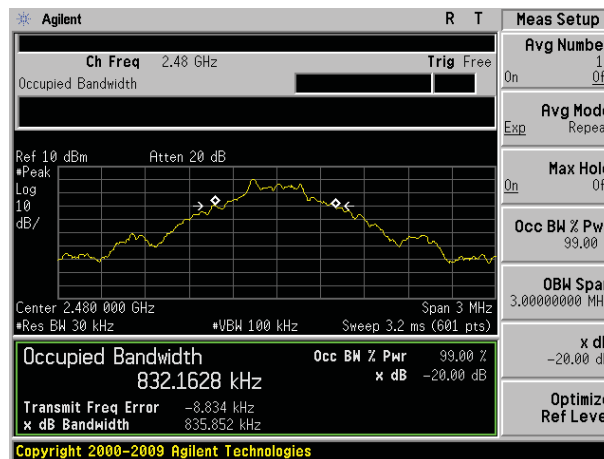 Agilent R T
Ch Freq 2.48 GHz Trig Free
Occupied Bandwidth
Ref 10 dBm Atten 20 dB
#Peak
Log
10
dB/
Center 2.480 000 GHz Span 3 MHz
#Res BW 30 kHz #VBW 100 kHz Sweep 3.2 ms (601 pts)
Occupied Bandwidth Occ BW % Pwr 99.00 %
832.1628 kHz x dB -20.00 dB
Transmit Freq Error -8.834 kHz
x dB Bandwidth 835.852 kHz
Copyright 2000-2009 Agilent Technologies
Meas Setup
Avg Numbe
1
On Of
Avg Mod
Exp Repea
Max Hol
On Of
Occ BW % Pw
99.00
OBW Spa
3.00000000 MH
x d
-20.00 d
Optimiz
Ref Leve